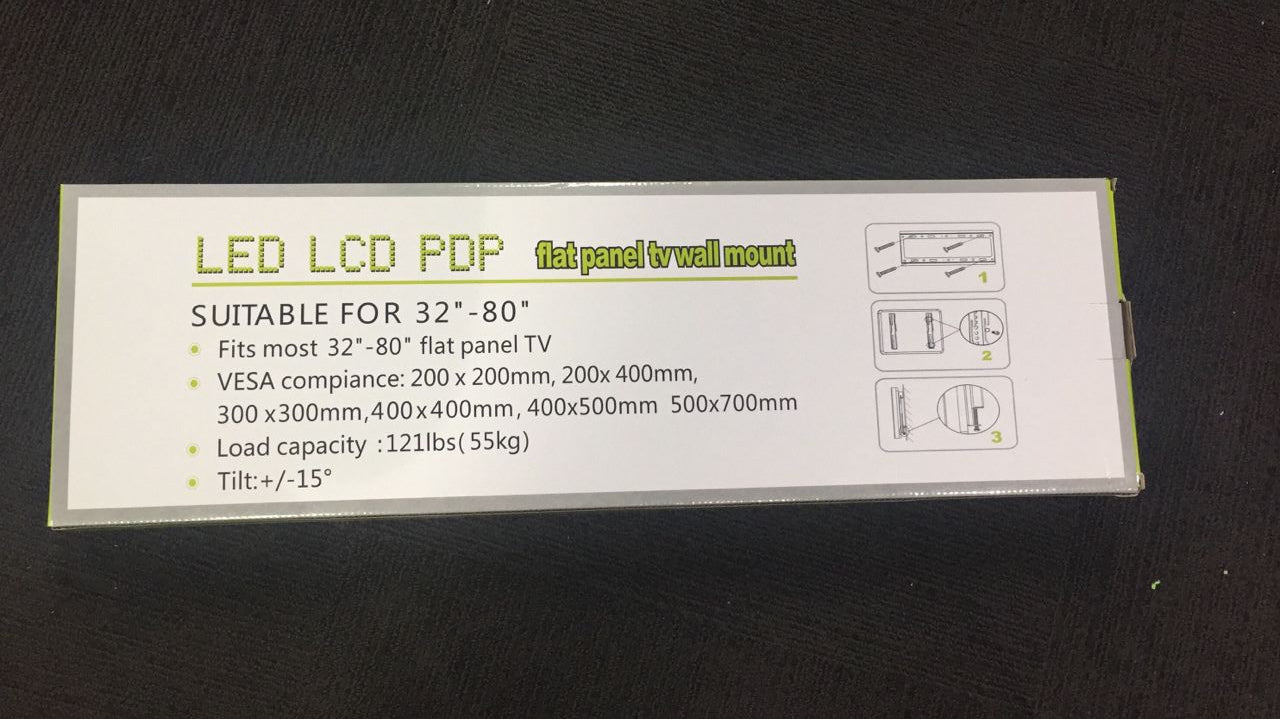 LED LCD PDP flat panel tv wall mount
SUITABLE FOR 32"-80"
Fits most 32"-80" flat panel TV
VESA compiance: 200 x 200mm, 200x 400mm,
300 x300mm,400x400mm, 400x500mm 500x700mm
Load capacity :121lbs(55kg)
Tilt:+/-15°
1
2
3